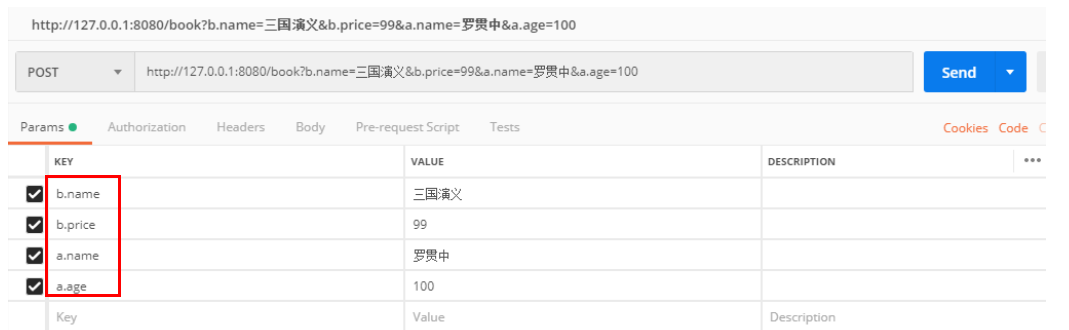 http://127.0.0.1:8080/book?b.name=三国演义&b.price=99&a.name=罗贯中&a.age=100
POST http://127.0.0.1:8080/book?b.name=三国演义&b.price=99&a.name=罗贯中&a.age=100 Send
Params Authorization Headers Body Pre-request Script Tests Cookies Code
KEY VALUE DESCRIPTION
b.name 三国演义
b.price 99
a.name 罗贯中
a.age 100
Key Value Description